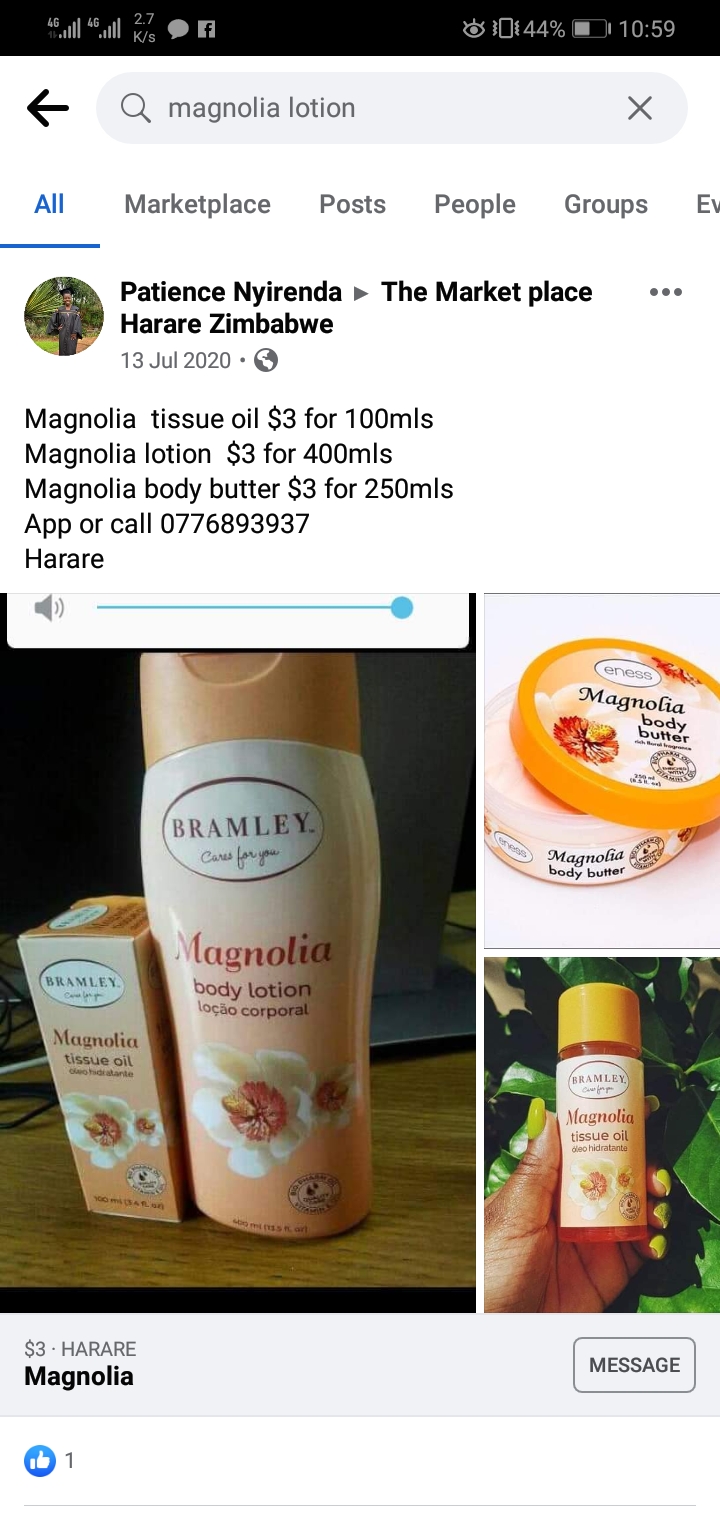 4G 4G 2.7 K/s 44% 10:59
magnolia lotion
All Marketplace Posts People Groups Ev
Patience Nyirenda ▸ The Market place
Harare Zimbabwe
13 Jul 2020 ·
Magnolia tissue oil $3 for 100mls
Magnolia lotion $3 for 400mls
Magnolia body butter $3 for 250mls
App or call 0776893937
Harare
BRAMLEY
Cares for you
Magnolia
body lotion
loção corporal
400 ml (13.5 fl. oz)
BRAMLEY
Cares for you
Magnolia
tissue oil
óleo hidratante
100 ml (3.4 fl. oz)
eness
Magnolia
body
butter
rich floral fragrance
250 ml
(8.5 fl. oz)
eness
Magnolia
body butter
BRAMLEY
Cares for you
Magnolia
tissue oil
óleo hidratante
$3 · HARARE
Magnolia
MESSAGE
1